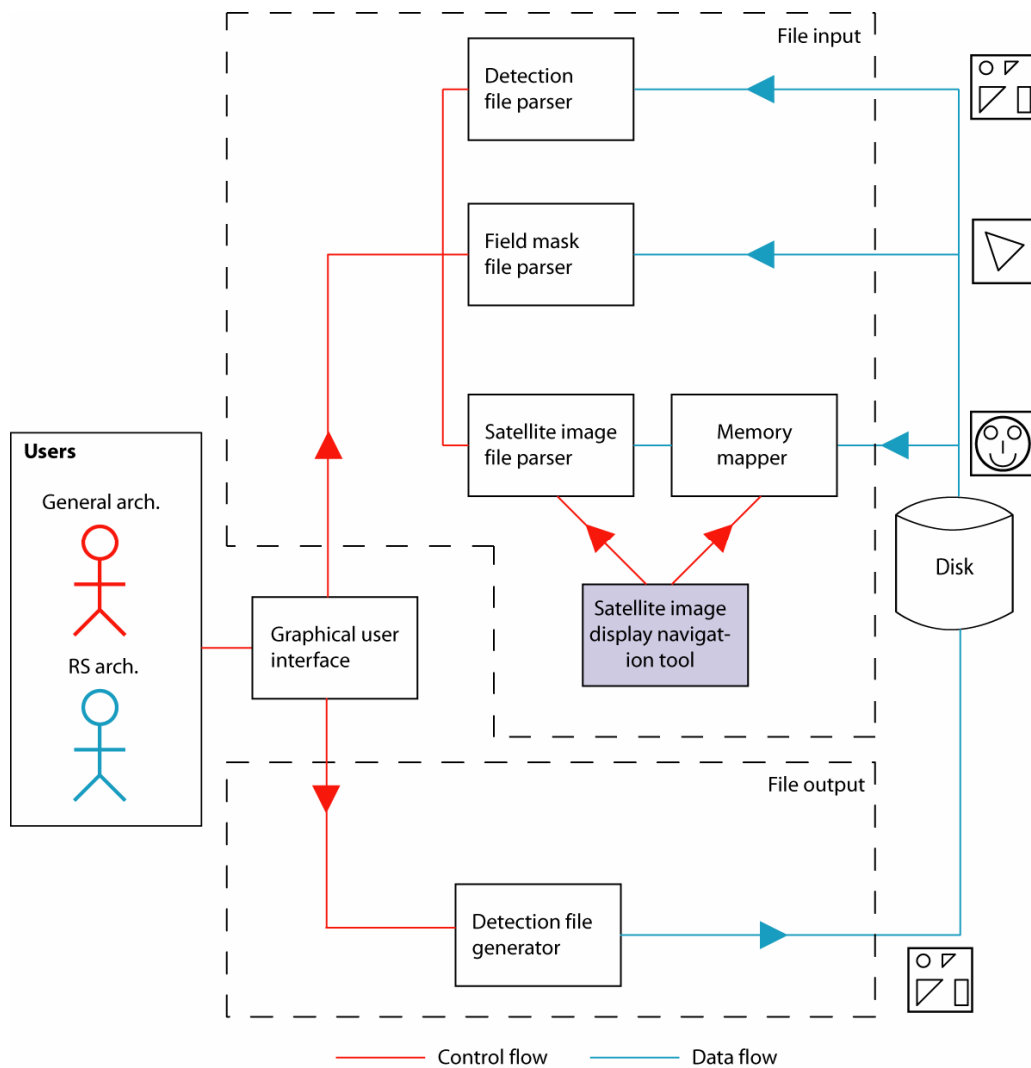 File input
Detection
file parser
Field mask
file parser
Satellite image
file parser
Memory
mapper
Users
General arch.
RS arch.
Graphical user
interface
Satellite image
display navigat-
ion tool
Disk
File output
Detection file
generator
Control flow
Data flow